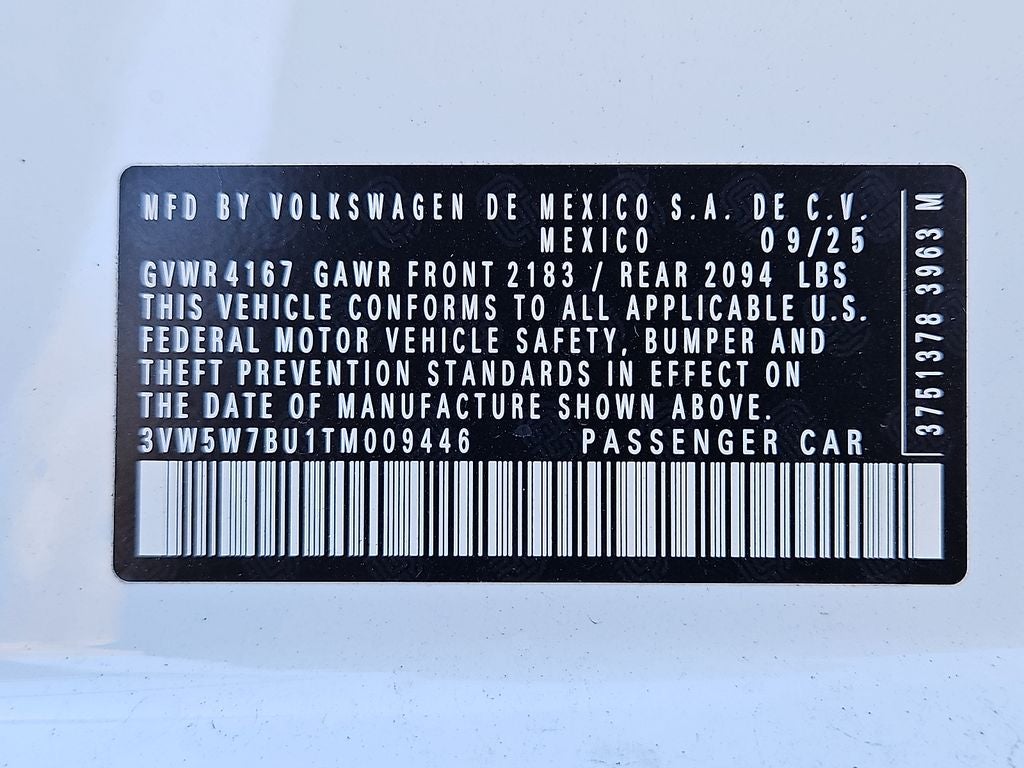 MFD BY VOLKSWAGEN DE MEXICO S.A. DE C.V.
MEXICO 09/25
GVWR 4167 GAWR FRONT 2183 / REAR 2094 LBS
THIS VEHICLE CONFORMS TO ALL APPLICABLE U.S.
FEDERAL MOTOR VEHICLE SAFETY, BUMPER AND
THEFT PREVENTION STANDARDS IN EFFECT ON
THE DATE OF MANUFACTURE SHOWN ABOVE.
3VW5W7BU1TM009446 PASSENGER CAR
3751378 3963 M